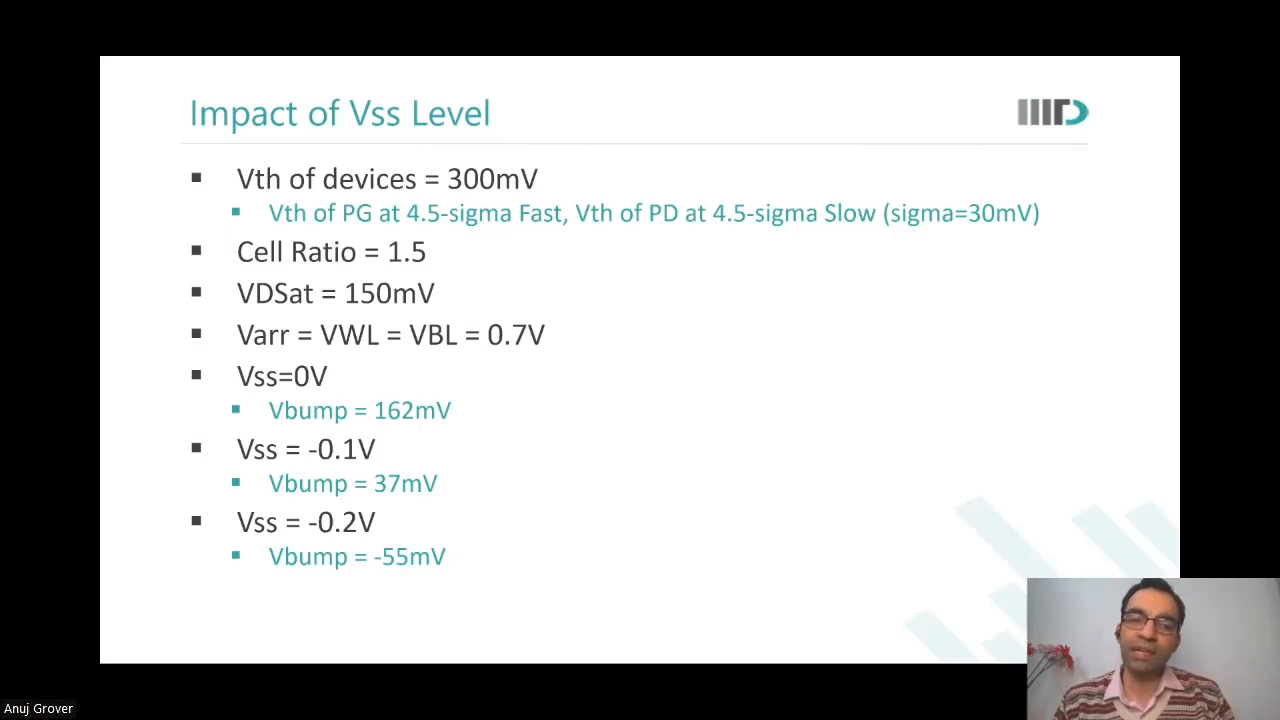 Impact of Vss Level
IIITD
Vth of devices = 300mV
Vth of PG at 4.5-sigma Fast, Vth of PD at 4.5-sigma Slow (sigma=30mV)
Cell Ratio = 1.5
VDSat = 150mV
Varr = VWL = VBL = 0.7V
Vss=0V
Vbump = 162mV
Vss = -0.1V
Vbump = 37mV
Vss = -0.2V
Vbump = -55mV
Anuj Grover